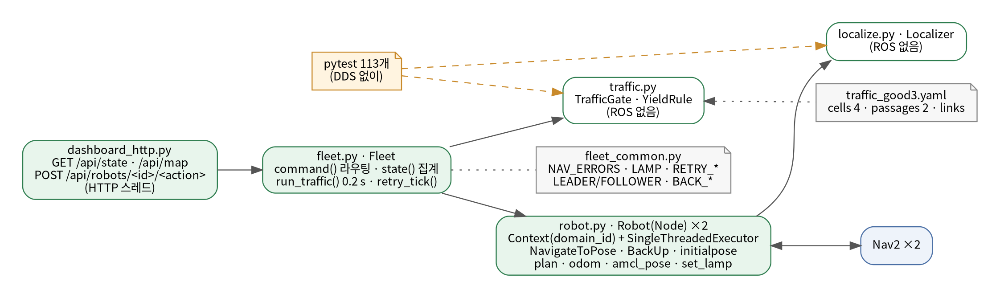 localize.py · Localizer
(ROS 없음)
pytest 113개
(DDS 없이)
traffic.py
TrafficGate · YieldRule
(ROS 없음)
traffic_good3.yaml
cells 4 · passages 2 · links
dashboard_http.py
GET /api/state · /api/map
POST /api/robots/<id>/<action>
(HTTP 스레드)
fleet.py · Fleet
command() 라우팅 · state() 집계
run_traffic() 0.2 s · retry_tick()
fleet_common.py
NAV_ERRORS · LAMP · RETRY_*
LEADER/FOLLOWER · BACK_*
robot.py · Robot(Node) ×2
Context(domain_id) + SingleThreadedExecutor
NavigateToPose · BackUp · initialpose
plan · odom · amcl_pose · set_lamp
Nav2 ×2